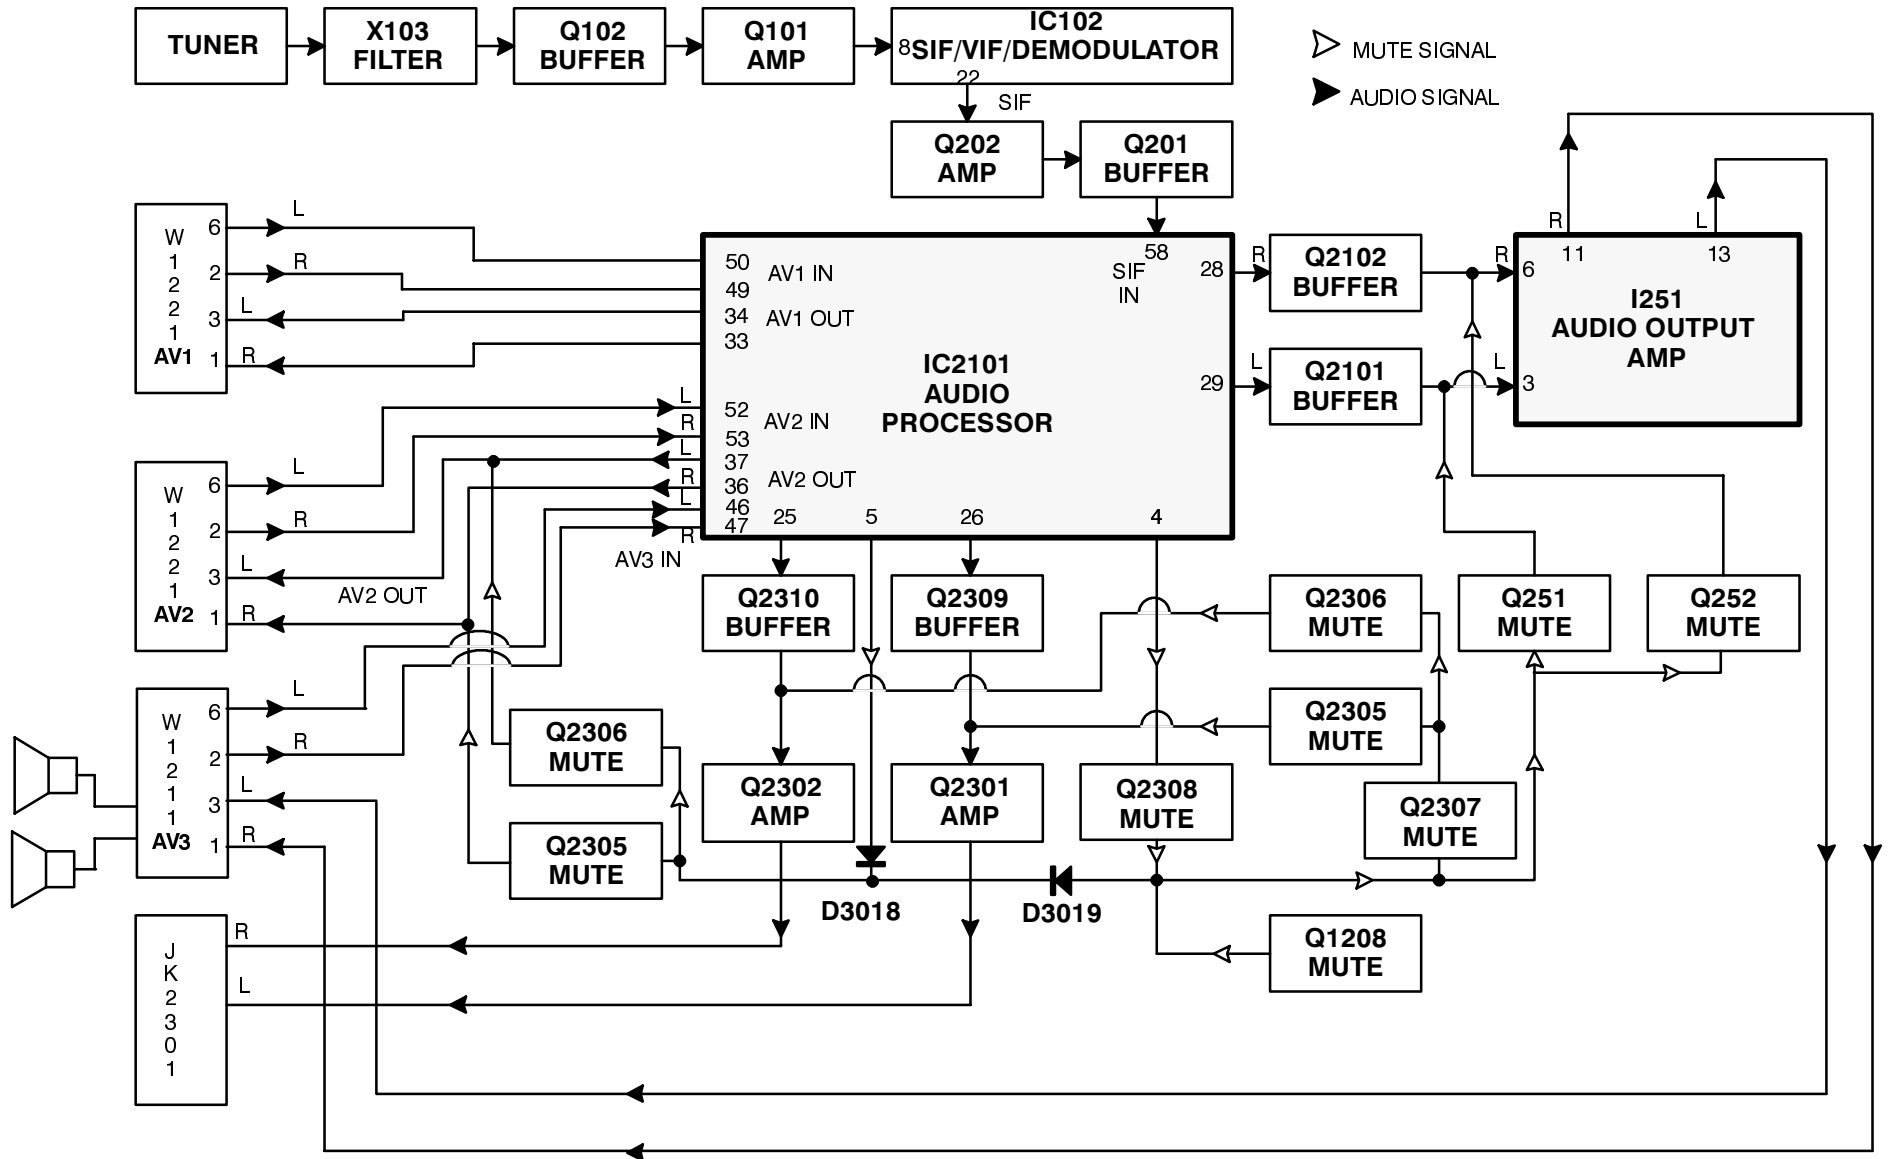 TUNER
X103
FILTER
Q102
BUFFER
Q101
AMP
IC102
8SIF/VIF/DEMODULATOR
22
SIF
MUTE SIGNAL
AUDIO SIGNAL
Q202
AMP
Q201
BUFFER
W
1
2
2
1
AV1
6
2
3
1
L
R
L
R
50
49
34
33
AV1 IN
AV1 OUT
58
SIF
IN
28
29
IC2101
AUDIO
PROCESSOR
R
Q2102
BUFFER
L
Q2101
BUFFER
R
L
6
3
R
L
11
13
I251
AUDIO OUTPUT
AMP
L
R
L
R
L
R
52
53
37
36
46
47
AV2 IN
AV2 OUT
AV3 IN
25
5
26
4
W
1
2
2
1
AV2
6
2
3
1
L
R
L
R
AV2 OUT
Q2310
BUFFER
Q2309
BUFFER
Q2306
MUTE
Q251
MUTE
Q252
MUTE
W
1
2
1
1
AV3
6
2
3
1
L
R
L
R
Q2306
MUTE
Q2305
MUTE
Q2302
AMP
Q2301
AMP
Q2308
MUTE
Q2305
MUTE
Q2307
MUTE
D3018
D3019
Q1208
MUTE
J
K
2
3
0
1
R
L